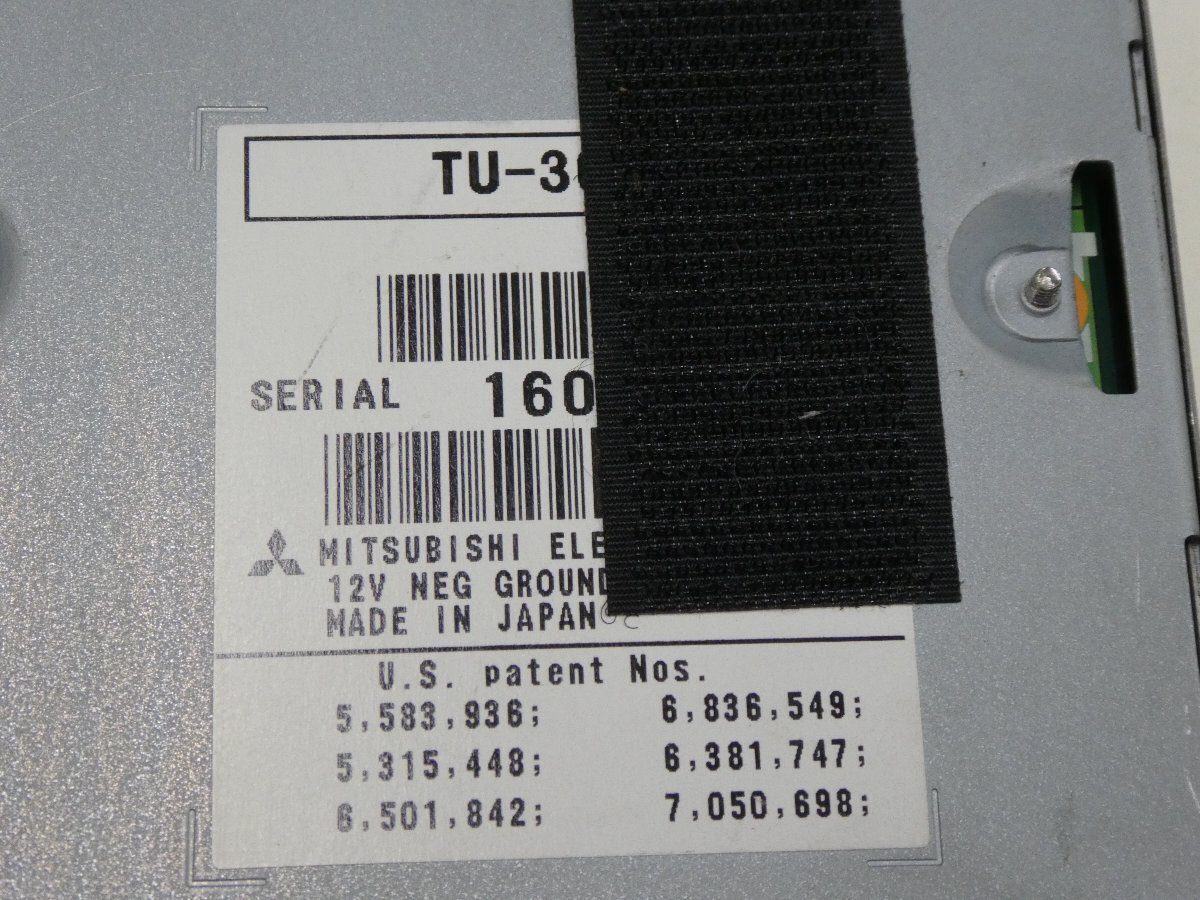 TU-3
SERIAL 160
MITSUBISHI ELE
12V NEG GROUND
MADE IN JAPAN
U.S. patent Nos.
5,583,936; 6,836,549;
5,315,448; 6,381,747;
6,501,842; 7,050,698;